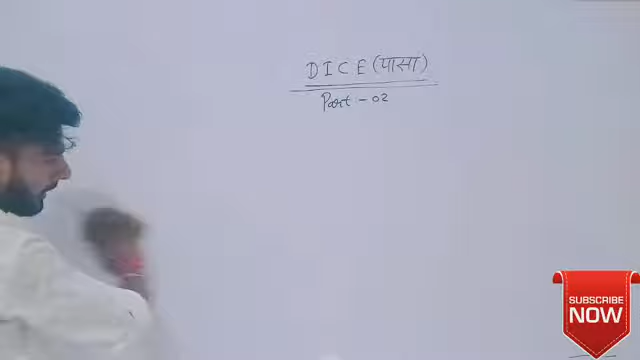 DICE (पासा)
Part - 02
SUBSCRIBE
NOW